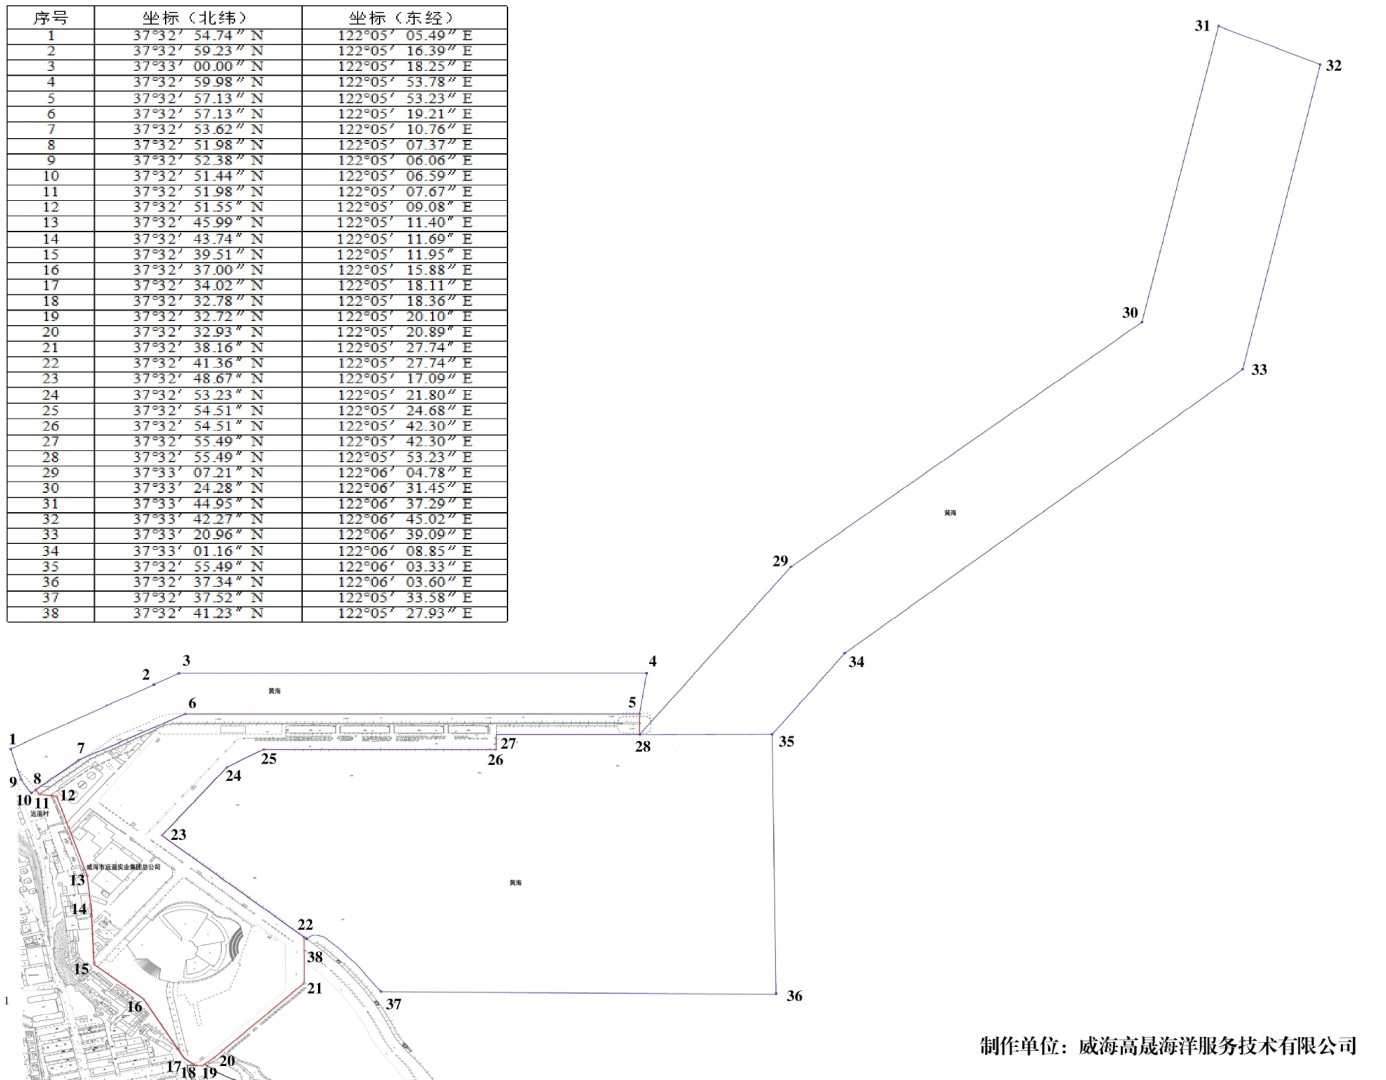 序号 坐标（北纬） 坐标（东经）
1 37°32′ 54.74″ N 122°05′ 05.49″ E
2 37°32′ 59.23″ N 122°05′ 16.39″ E
3 37°33′ 00.00″ N 122°05′ 18.25″ E
4 37°32′ 59.98″ N 122°05′ 53.78″ E
5 37°32′ 57.13″ N 122°05′ 53.23″ E
6 37°32′ 57.13″ N 122°05′ 19.21″ E
7 37°32′ 53.62″ N 122°05′ 10.76″ E
8 37°32′ 51.98″ N 122°05′ 07.37″ E
9 37°32′ 52.38″ N 122°05′ 06.06″ E
10 37°32′ 51.44″ N 122°05′ 06.59″ E
11 37°32′ 51.98″ N 122°05′ 07.67″ E
12 37°32′ 51.55″ N 122°05′ 09.08″ E
13 37°32′ 45.99″ N 122°05′ 11.40″ E
14 37°32′ 43.74″ N 122°05′ 11.69″ E
15 37°32′ 39.51″ N 122°05′ 11.95″ E
16 37°32′ 37.00″ N 122°05′ 15.88″ E
17 37°32′ 34.02″ N 122°05′ 18.11″ E
18 37°32′ 32.78″ N 122°05′ 18.36″ E
19 37°32′ 32.72″ N 122°05′ 20.10″ E
20 37°32′ 32.93″ N 122°05′ 20.89″ E
21 37°32′ 38.16″ N 122°05′ 27.74″ E
22 37°32′ 41.36″ N 122°05′ 27.74″ E
23 37°32′ 48.67″ N 122°05′ 17.09″ E
24 37°32′ 53.23″ N 122°05′ 21.80″ E
25 37°32′ 54.51″ N 122°05′ 24.68″ E
26 37°32′ 54.51″ N 122°05′ 42.30″ E
27 37°32′ 55.49″ N 122°05′ 42.30″ E
28 37°32′ 55.49″ N 122°05′ 53.23″ E
29 37°33′ 07.21″ N 122°06′ 04.78″ E
30 37°33′ 24.28″ N 122°06′ 31.45″ E
31 37°33′ 44.95″ N 122°06′ 37.29″ E
32 37°33′ 42.27″ N 122°06′ 45.02″ E
33 37°33′ 20.96″ N 122°06′ 39.09″ E
34 37°33′ 01.16″ N 122°06′ 08.85″ E
35 37°32′ 55.49″ N 122°06′ 03.33″ E
36 37°32′ 37.34″ N 122°06′ 03.60″ E
37 37°32′ 37.52″ N 122°05′ 33.58″ E
38 37°32′ 41.23″ N 122°05′ 27.93″ E
31
32
30
33
黄海
29
34
3
4
2
黄海
6
5
1
7
27
28
35
25
26
24
9
8
10
11
12
远遥村
23
威海市远遥实业集团总公司
13
黄海
14
22
38
15
21
37
36
16
1
17
18
19
20
制作单位：威海高晟海洋服务技术有限公司